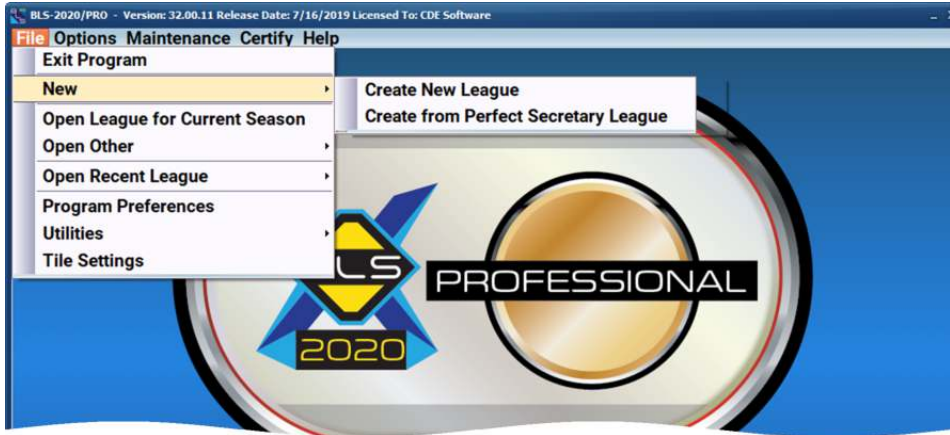 BLS-2020/PRO - Version: 32.00.11 Release Date: 7/16/2019 Licensed To: CDE Software
File Options Maintenance Certify Help
Exit Program
New
Create New League
Create from Perfect Secretary League
Open League for Current Season
Open Other
Open Recent League
Program Preferences
Utilities
Tile Settings
LS
PROFESSIONAL
2020